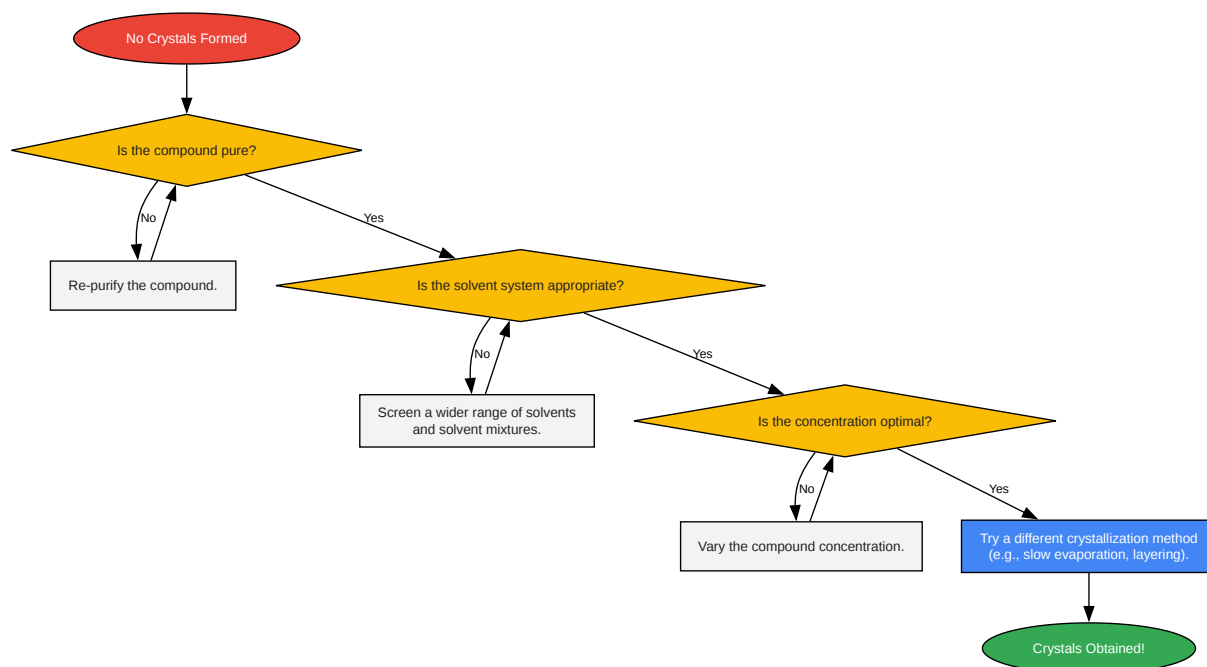 No Crystals Formed
Is the compound pure?
No
Yes
Re-purify the compound.
Is the solvent system appropriate?
No
Yes
Screen a wider range of solvents
and solvent mixtures.
Is the concentration optimal?
No
Yes
Vary the compound concentration.
Try a different crystallization method
(e.g., slow evaporation, layering).
Crystals Obtained!